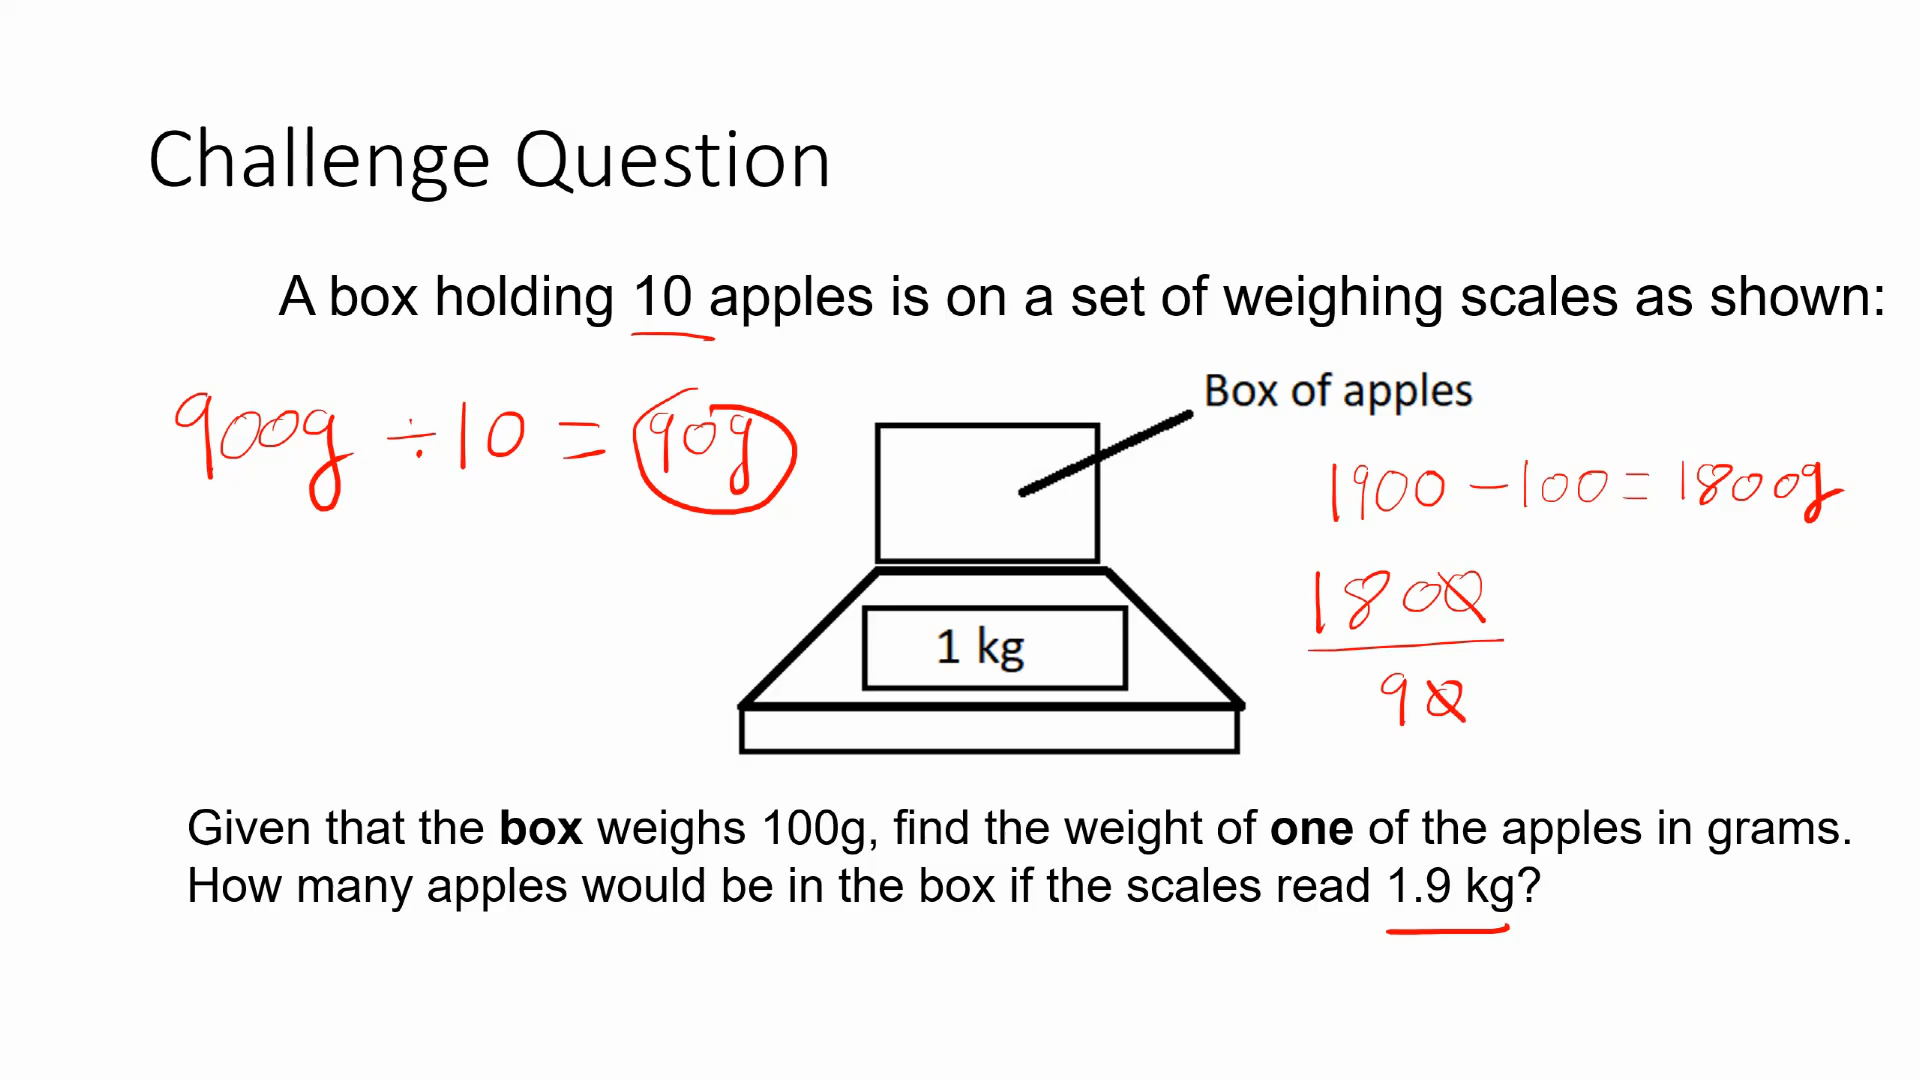 Challenge Question
A box holding 10 apples is on a set of weighing scales as shown:
Box of apples
900g ÷ 10 = 90g
1900 - 100 = 1800g
1800
90
1 kg
Given that the box weighs 100g, find the weight of one of the apples in grams.
How many apples would be in the box if the scales read 1.9 kg?